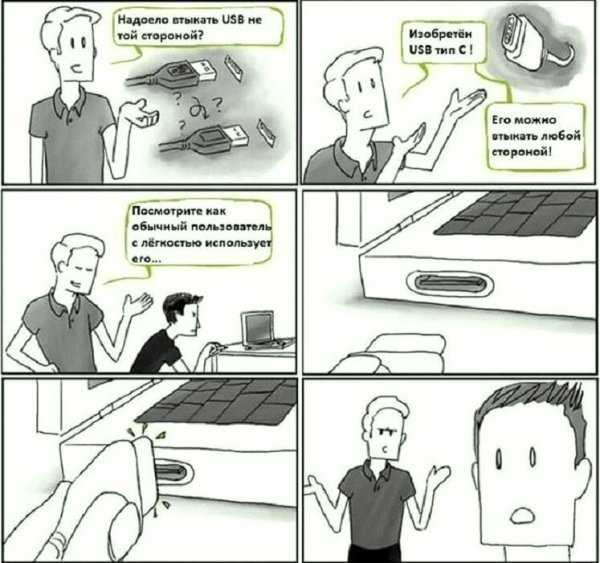 Надоело втыкать USB не
той стороной?
? ?
?
Изобретён
USB тип C !
Его можно
втыкать любой
стороной!
Посмотрите как
обычный пользователь
с лёгкостью использует
его...